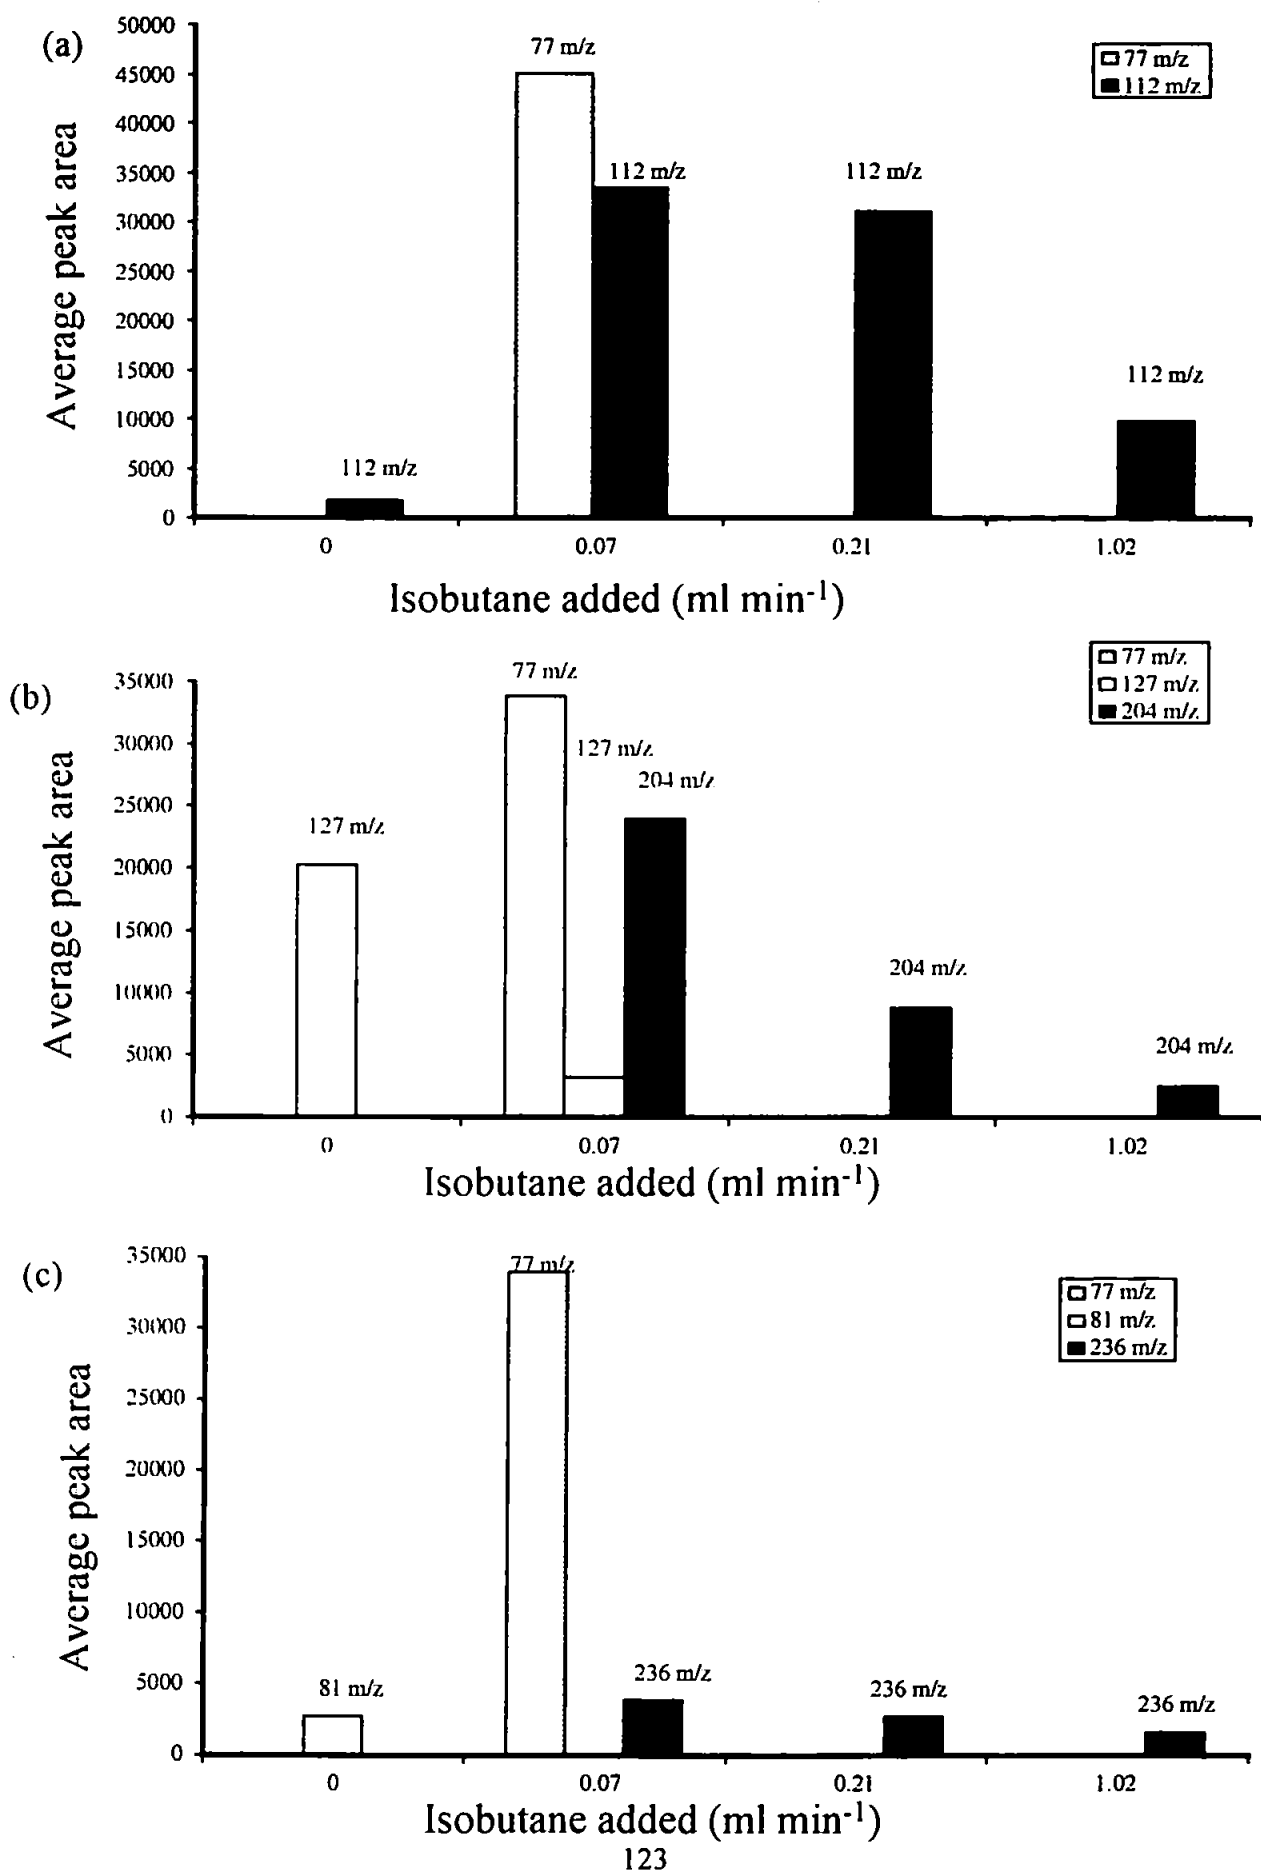 (a)
50000
45000
40000
35000
30000
25000
20000
15000
10000
5000
0
Average peak area
77 m/z
112 m/z
112 m/z
112 m/z
112 m/z
77 m/z
112 m/z
0 0.07 0.21 1.02
Isobutane added (ml min-1)
(b)
35000
30000
25000
20000
15000
10000
5000
0
Average peak area
77 m/z
127 m/z
204 m/z
127 m/z
204 m/z
204 m/z
77 m/z
127 m/z
204 m/z
0 0.07 0.21 1.02
Isobutane added (ml min-1)
(c)
35000
30000
25000
20000
15000
10000
5000
0
Average peak area
77 m/z
81 m/z
236 m/z
236 m/z
236 m/z
77 m/z
81 m/z
236 m/z
0 0.07 0.21 1.02
Isobutane added (ml min-1)
123